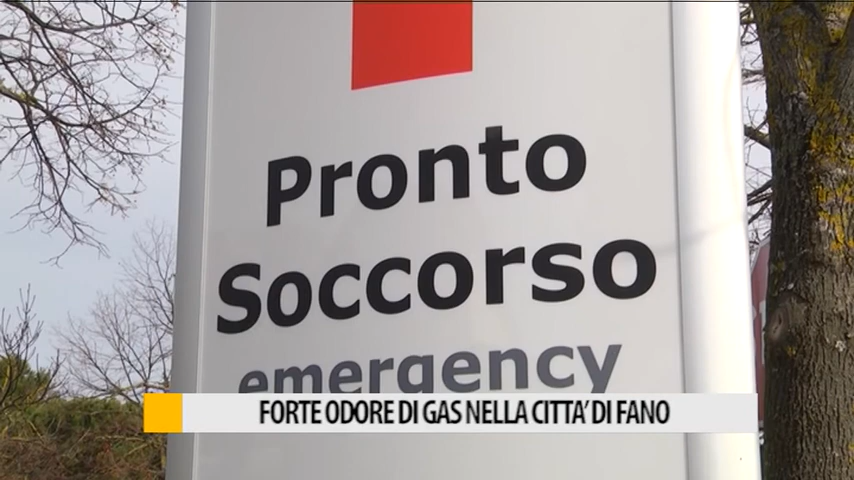 Pronto
Soccorso
emergency
FORTE ODORE DI GAS NELLA CITTA' DI FANO